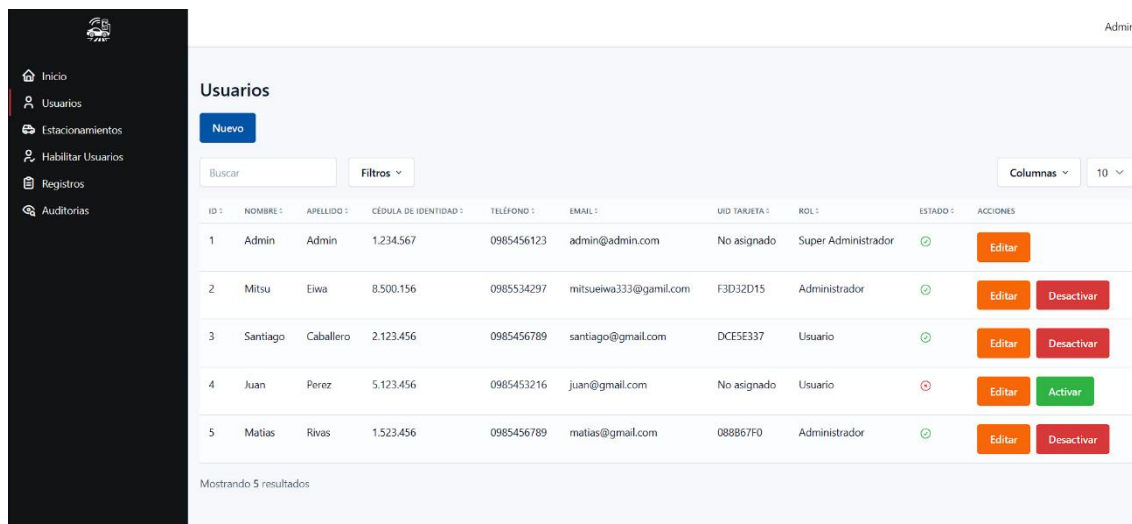 Admin
Inicio
Usuarios
Estacionamientos
Habilitar Usuarios
Registros
Auditorias
Usuarios
Nuevo
Buscar Filtros Columnas 10
ID NOMBRE APELLIDO CÉDULA DE IDENTIDAD TELÉFONO EMAIL UID TARJETA ROL ESTADO ACCIONES
1 Admin Admin 1.234.567 0985456123 admin@admin.com No asignado Super Administrador Editar
2 Mitsu Eiwa 8.500.156 0985534297 mitsueiwa333@gamil.com F3D32D15 Administrador Editar Desactivar
3 Santiago Caballero 2.123.456 0985456789 santiago@gmail.com DCE5E337 Usuario Editar Desactivar
4 Juan Perez 5.123.456 0985453216 juan@gmail.com No asignado Usuario Editar Activar
5 Matias Rivas 1.523.456 0985456789 matias@gmail.com 088B67F0 Administrador Editar Desactivar
Mostrando 5 resultados